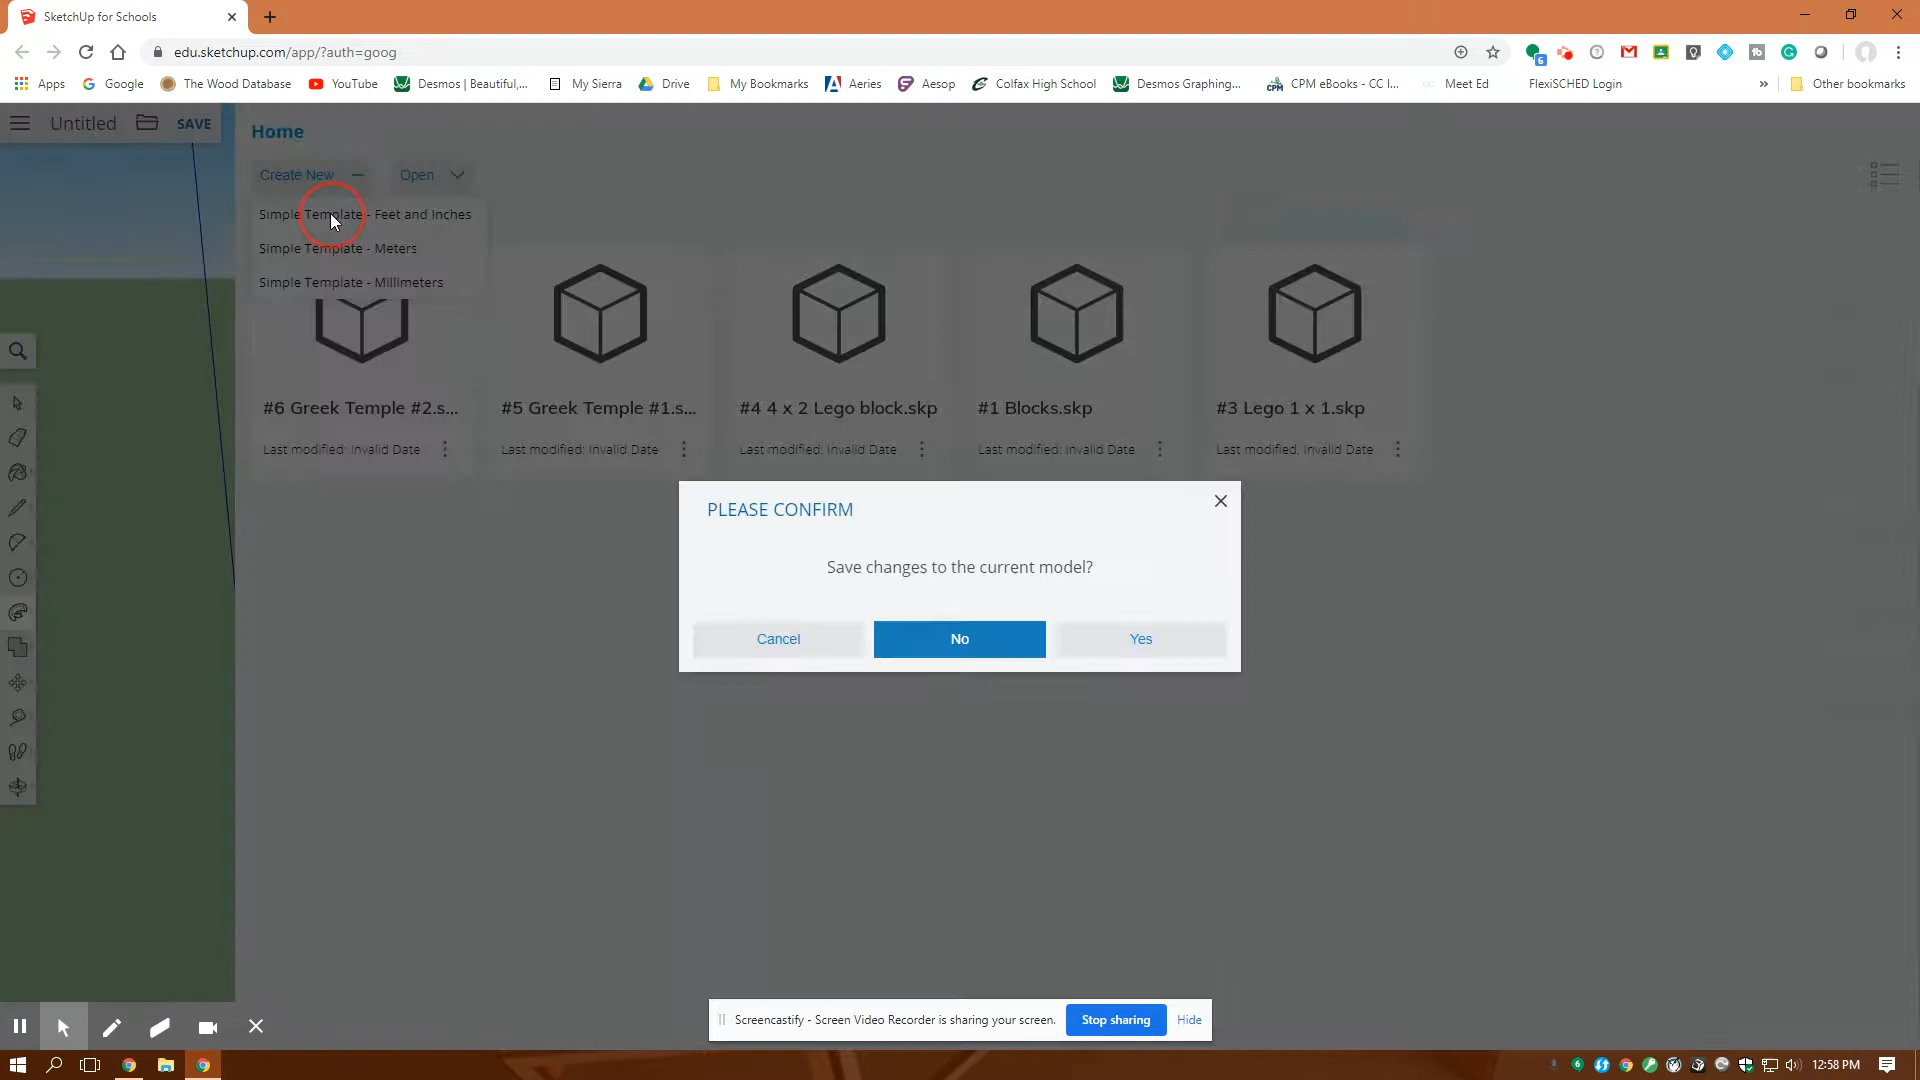 SketchUp for Schools
edu.sketchup.com/app/?auth=goog
6
Apps Google The Wood Database YouTube Desmos | Beautiful,... My Sierra Drive My Bookmarks Aeries Aesop Colfax High School Desmos Graphing... CPM CPM eBooks - CC I... Meet Ed FlexiSCHED Login » Other bookmarks
Untitled SAVE Home
Create New Open
Simple Template - Feet and Inches
Simple Template - Meters
Simple Template - Millimeters
#6 Greek Temple #2.s... #5 Greek Temple #1.s... #4 4 x 2 Lego block.skp #1 Blocks.skp #3 Lego 1 x 1.skp
Last modified: Invalid Date Last modified: Invalid Date Last modified: Invalid Date Last modified: Invalid Date Last modified: Invalid Date
PLEASE CONFIRM
Save changes to the current model?
Cancel No Yes
Screencastify - Screen Video Recorder is sharing your screen. Stop sharing Hide
12:58 PM